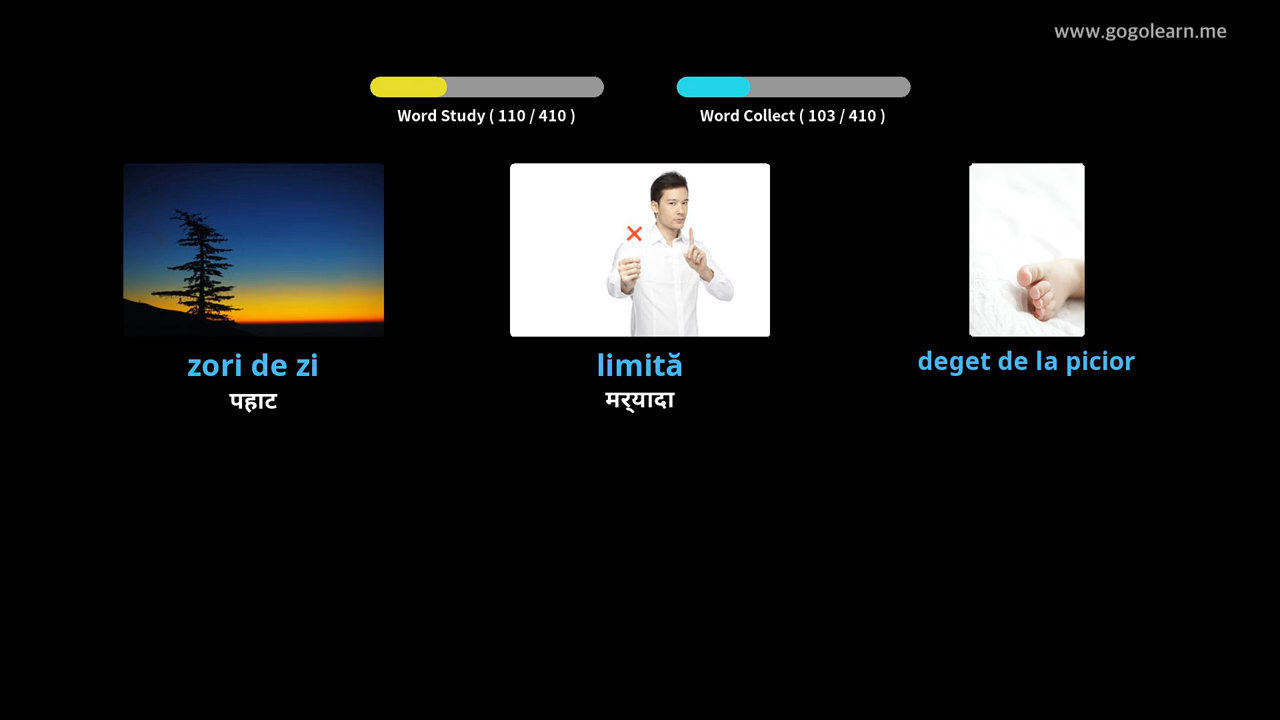 www.gogolearn.me
Word Study ( 110 / 410 )
Word Collect ( 103 / 410 )
zori de zi
पहाट
limită
मर्यादा
deget de la picior